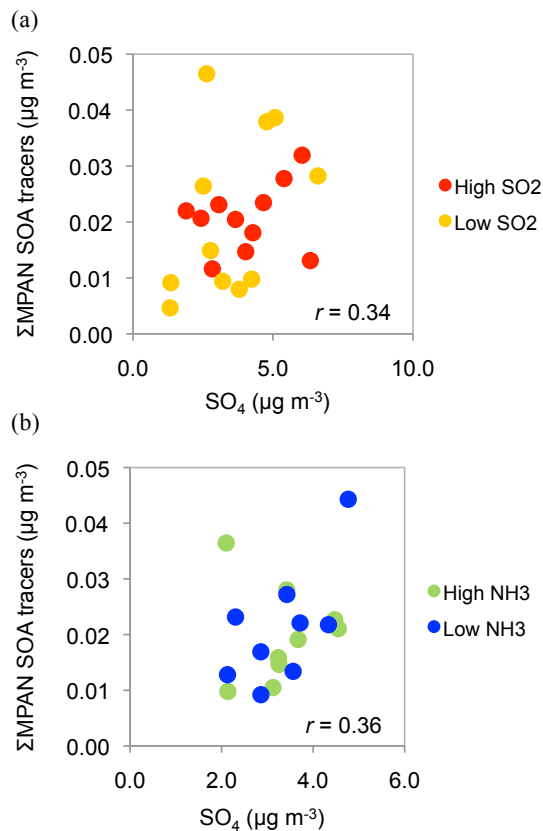 (a)
ΣMPAN SOA tracers (µg m⁻³)
0.05
0.04
0.03
0.02
0.01
0.00
0.0 5.0 10.0
SO₄ (µg m⁻³)
High SO2
Low SO2
r = 0.34
(b)
ΣMPAN SOA tracers (µg m⁻³)
0.05
0.04
0.03
0.02
0.01
0.00
0.0 2.0 4.0 6.0
SO₄ (µg m⁻³)
High NH3
Low NH3
r = 0.36